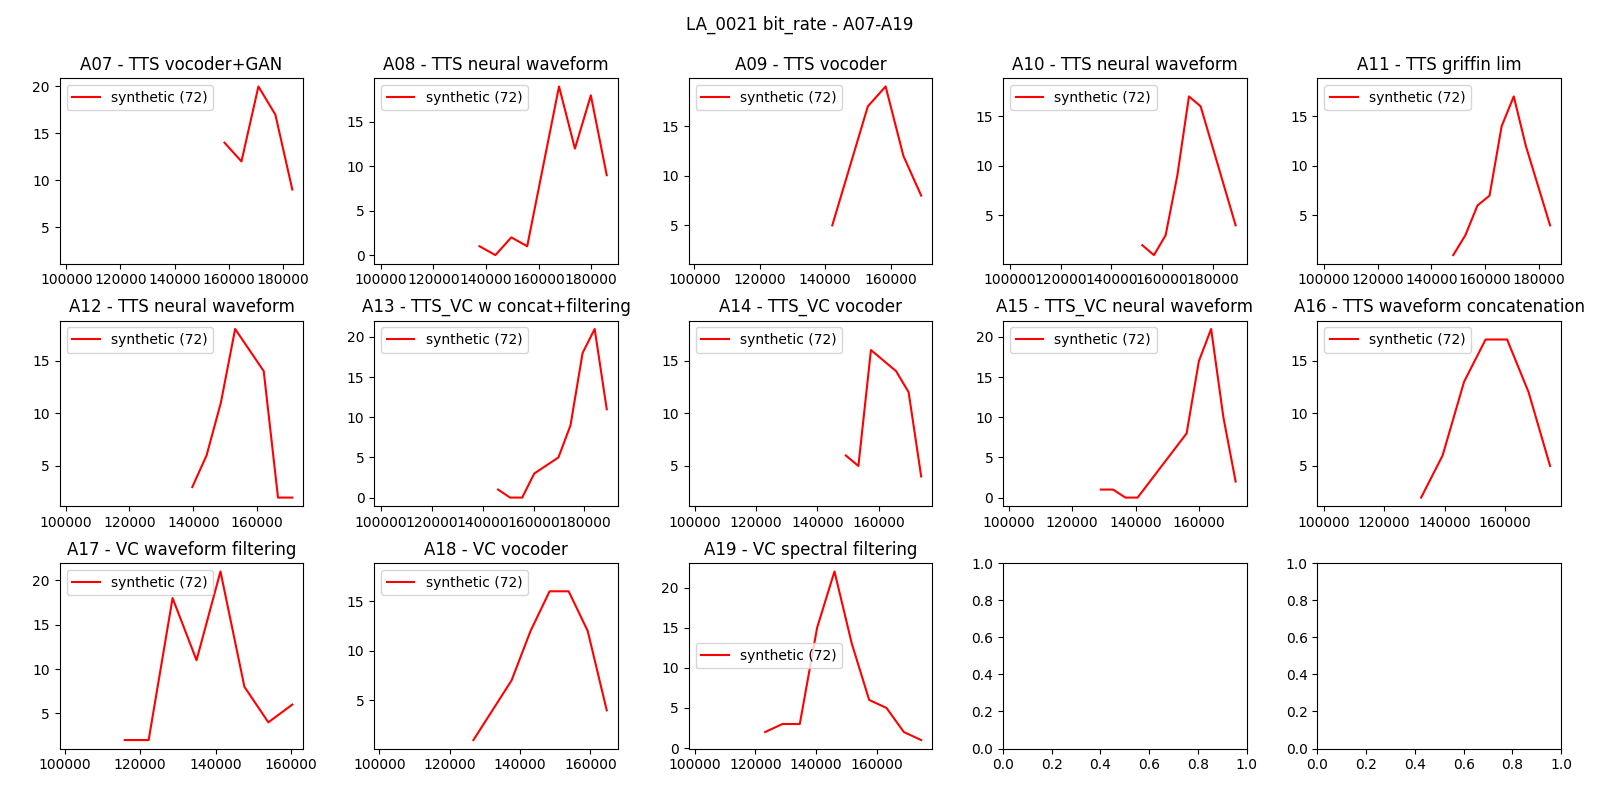 LA_0021 bit_rate - A07-A19
A07 - TTS vocoder+GAN
synthetic (72)
20
15
10
5
100000 120000 140000 160000 180000
A08 - TTS neural waveform
synthetic (72)
15
10
5
0
100000 120000 140000 160000 180000
A09 - TTS vocoder
synthetic (72)
15
10
5
100000 120000 140000 160000
A10 - TTS neural waveform
synthetic (72)
15
10
5
100000 120000 140000 160000 180000
A11 - TTS griffin lim
synthetic (72)
15
10
5
100000 120000 140000 160000 180000
A12 - TTS neural waveform
synthetic (72)
15
10
5
100000 120000 140000 160000
A13 - TTS_VC w concat+filtering
synthetic (72)
20
15
10
5
0
100000 120000 140000 160000 180000
A14 - TTS_VC vocoder
synthetic (72)
15
10
5
100000 120000 140000 160000
A15 - TTS_VC neural waveform
synthetic (72)
20
15
10
5
0
100000 120000 140000 160000
A16 - TTS waveform concatenation
synthetic (72)
15
10
5
100000 120000 140000 160000
A17 - VC waveform filtering
synthetic (72)
20
15
10
5
100000 120000 140000 160000
A18 - VC vocoder
synthetic (72)
15
10
5
100000 120000 140000 160000
A19 - VC spectral filtering
synthetic (72)
20
15
10
5
0
100000 120000 140000 160000
1.0
0.8
0.6
0.4
0.2
0.0
0.0 0.2 0.4 0.6 0.8 1.0
1.0
0.8
0.6
0.4
0.2
0.0
0.0 0.2 0.4 0.6 0.8 1.0